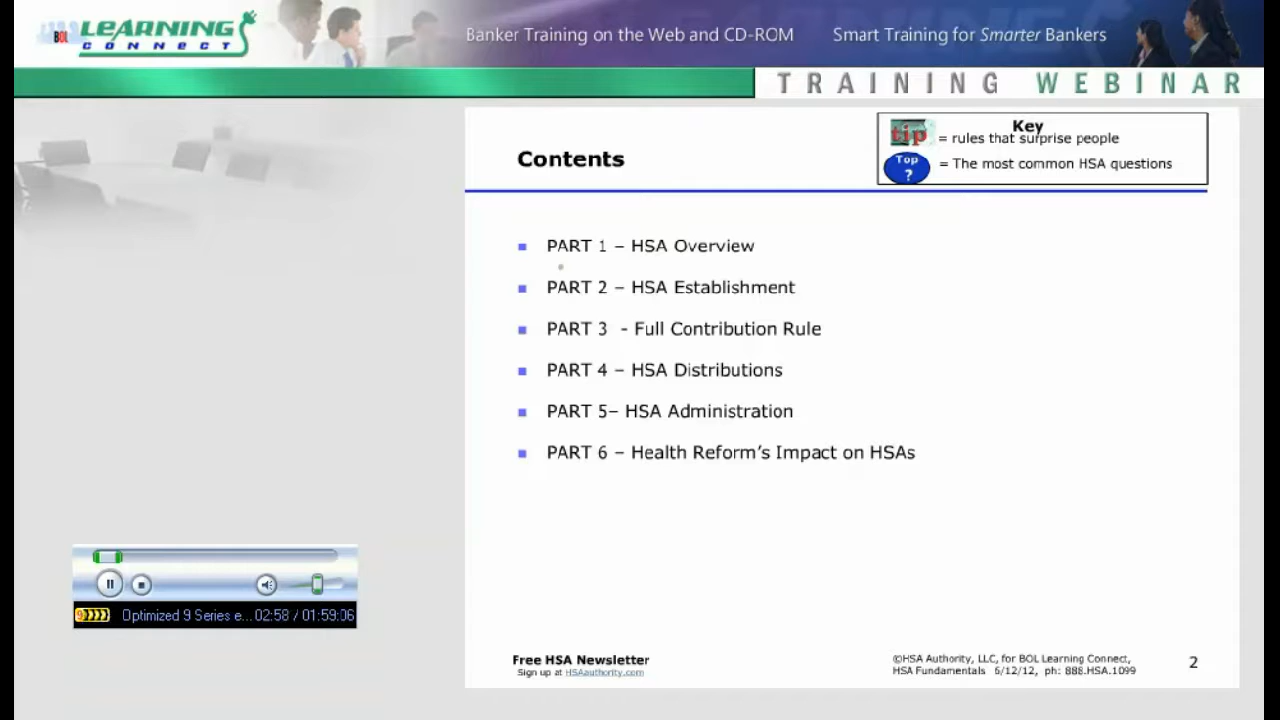 BOL LEARNING
CONNECT
Banker Training on the Web and CD-ROM
Smart Training for Smarter Bankers
TRAINING WEBINAR
Contents
Key
tip = rules that surprise people
Top
? = The most common HSA questions
PART 1 – HSA Overview
PART 2 – HSA Establishment
PART 3 - Full Contribution Rule
PART 4 – HSA Distributions
PART 5– HSA Administration
PART 6 – Health Reform's Impact on HSAs
Optimized 9 Series e... 02:58 / 01:59:06
Free HSA Newsletter
Sign up at HSAauthority.com
©HSA Authority, LLC, for BOL Learning Connect,
HSA Fundamentals 6/12/12, ph: 888.HSA.1099
2